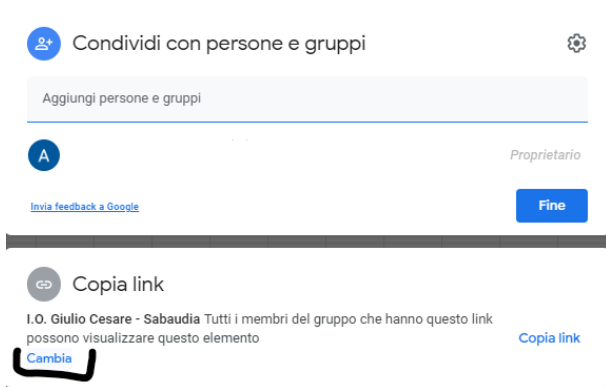 Condividi con persone e gruppi
Aggiungi persone e gruppi
A
Proprietario
Invia feedback a Google
Fine
Copia link
I.O. Giulio Cesare - Sabaudia Tutti i membri del gruppo che hanno questo link
possono visualizzare questo elemento
Copia link
Cambia